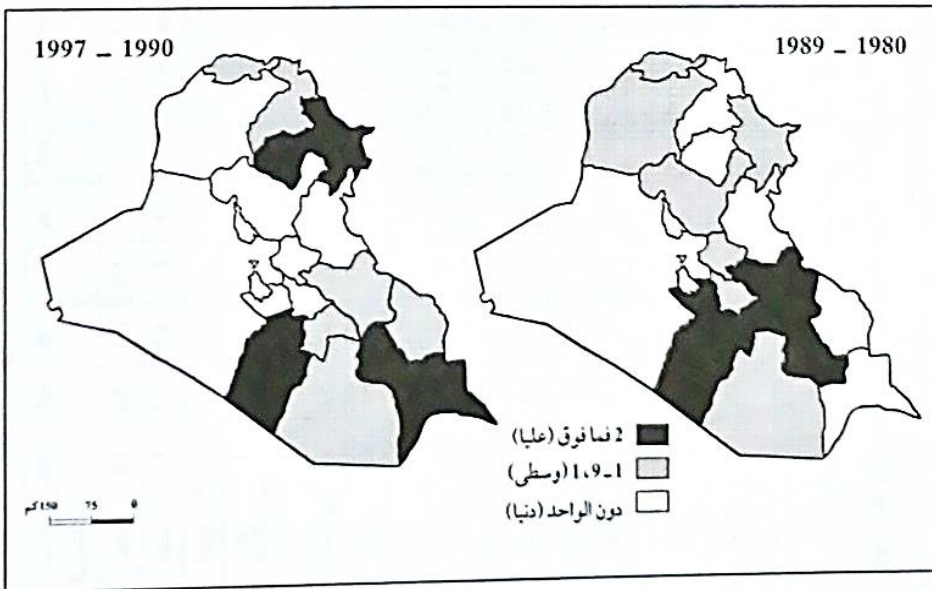 1989 – 1980
1997 – 1990
2 فما فوق (عليا)
1-1،9 (وسطى)
دون الواحد (دنيا)
0 75 150 كم